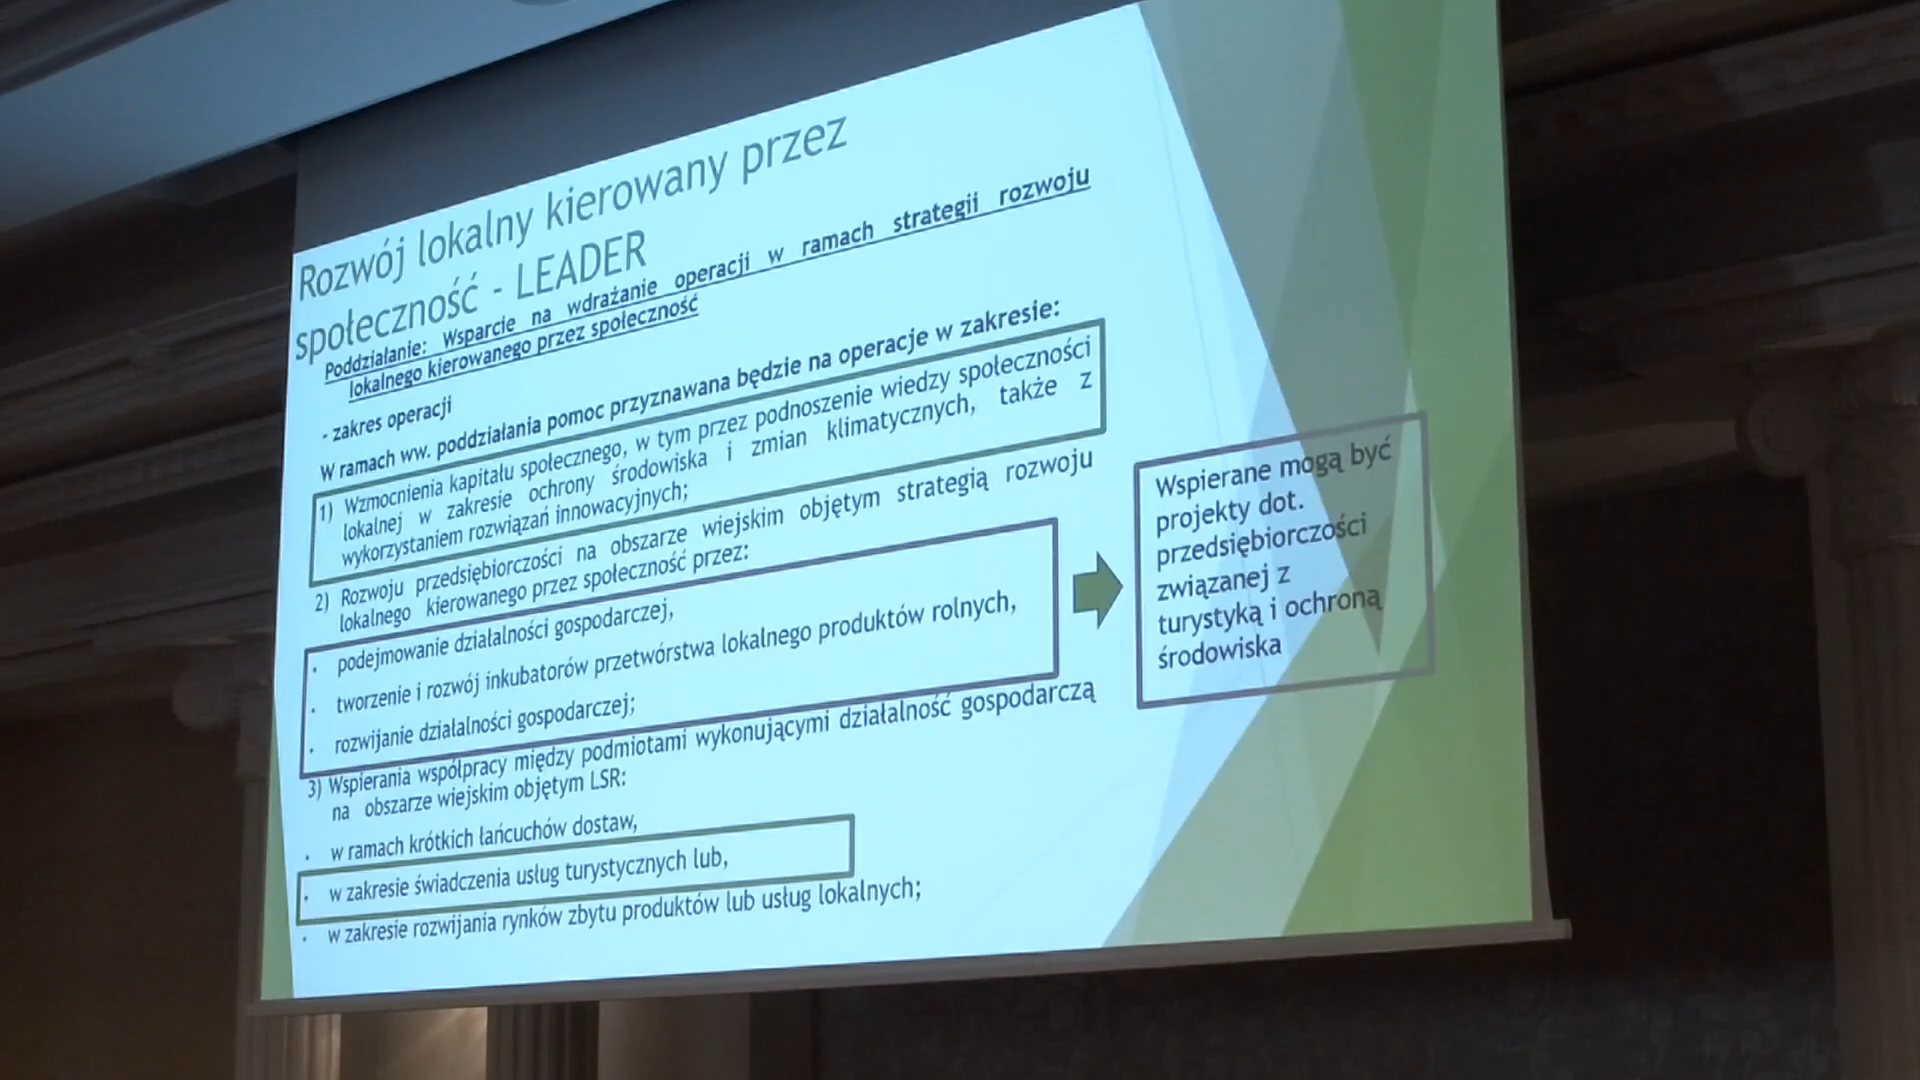 Rozwój lokalny kierowany przez
społeczność - LEADER
Poddziałanie: Wsparcie na wdrażanie operacji w ramach strategii rozwoju
lokalnego kierowanego przez społeczność
- zakres operacji
W ramach ww. poddziałania pomoc przyznawana będzie na operacje w zakresie:
1) Wzmocnienia kapitału społecznego, w tym przez podnoszenie wiedzy społeczności
lokalnej w zakresie ochrony środowiska i zmian klimatycznych, także z
wykorzystaniem rozwiązań innowacyjnych;
2) Rozwoju przedsiębiorczości na obszarze wiejskim objętym strategią rozwoju
lokalnego kierowanego przez społeczność przez:
• podejmowanie działalności gospodarczej,
• tworzenie i rozwój inkubatorów przetwórstwa lokalnego produktów rolnych,
• rozwijanie działalności gospodarczej;
3) Wspierania współpracy między podmiotami wykonującymi działalność gospodarczą
na obszarze wiejskim objętym LSR:
• w ramach krótkich łańcuchów dostaw,
• w zakresie świadczenia usług turystycznych lub,
• w zakresie rozwijania rynków zbytu produktów lub usług lokalnych;
Wspierane mogą być
projekty dot.
przedsiębiorczości
związanej z
turystyką i ochroną
środowiska